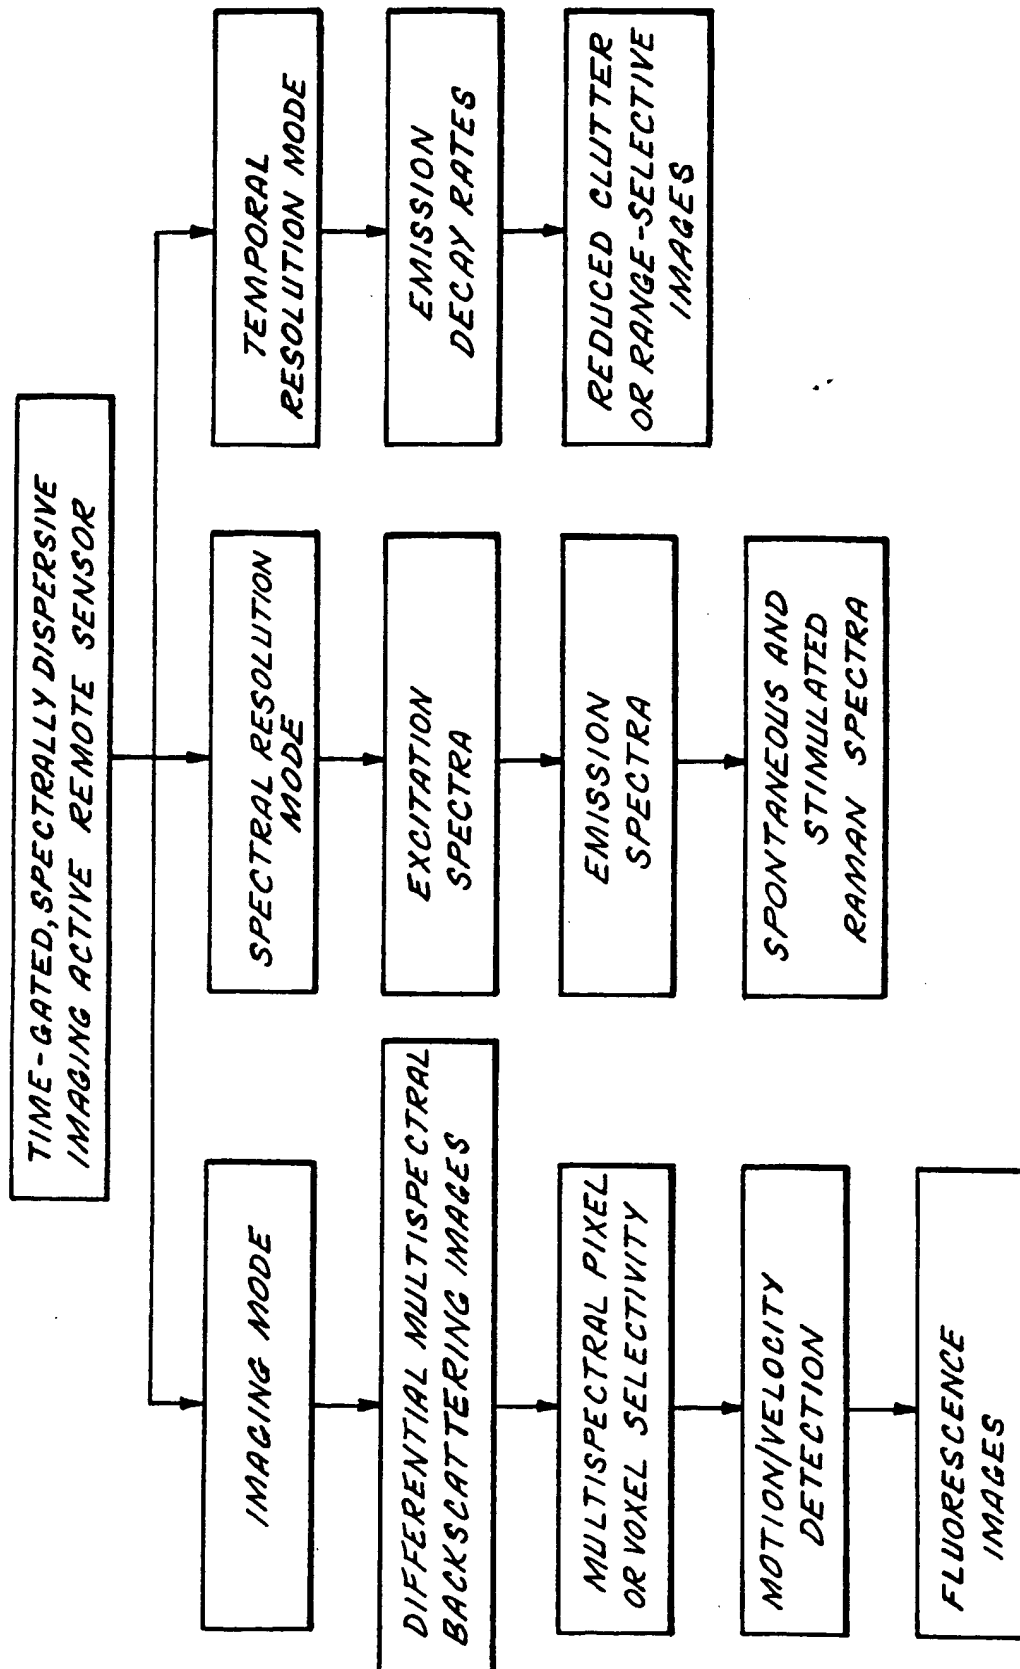 TIME-GATED, SPECTRALLY DISPERSIVE
IMAGING ACTIVE REMOTE SENSOR
IMAGING MODE
DIFFERENTIAL MULTISPECTRAL
BACKSCATTERING IMAGES
MULTISPECTRAL PIXEL
OR VOXEL SELECTIVITY
MOTION/VELOCITY
DETECTION
FLUORESCENCE
IMAGES
SPECTRAL RESOLUTION
MODE
EXCITATION
SPECTRA
EMISSION
SPECTRA
SPONTANEOUS AND
STIMULATED
RAMAN SPECTRA
TEMPORAL
RESOLUTION MODE
EMISSION
DECAY RATES
REDUCED CLUTTER
OR RANGE-SELECTIVE
IMAGES